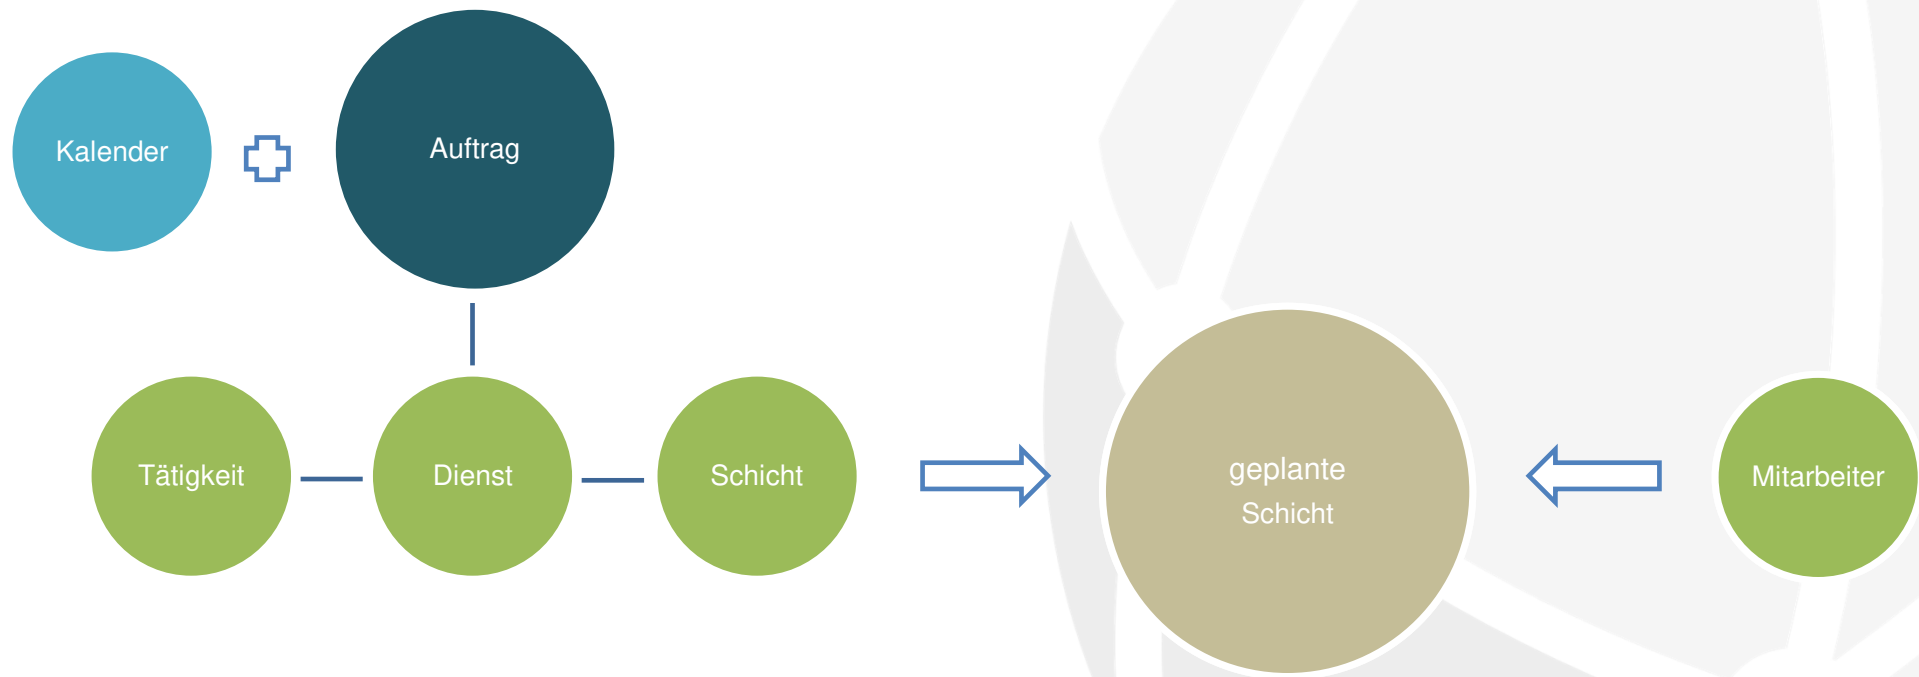 Kalender
Auftrag
Tätigkeit
Dienst
Schicht
geplante
Schicht
Mitarbeiter